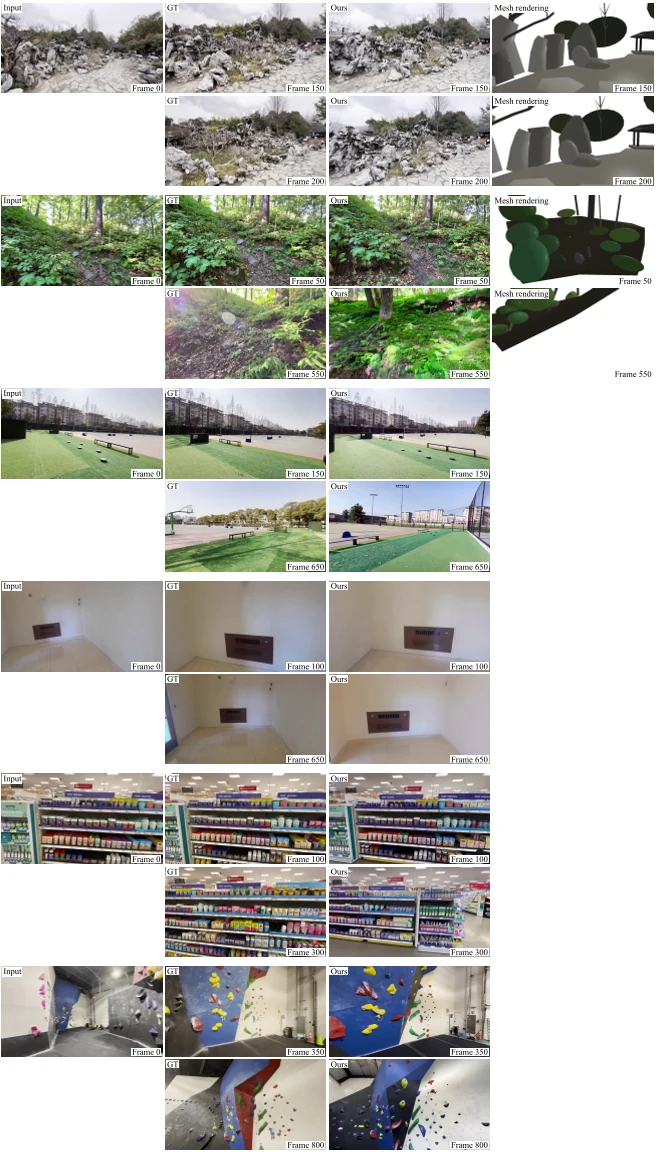 Input
GT
Ours
Mesh rendering
Frame 0
Frame 150
Frame 150
Frame 150
GT
Ours
Mesh rendering
Frame 200
Frame 200
Frame 200
Input
GT
Ours
Mesh rendering
Frame 0
Frame 50
Frame 50
Frame 50
GT
Ours
Mesh rendering
Frame 550
Frame 550
Frame 550
Input
GT
Ours
Frame 0
Frame 150
Frame 150
GT
Ours
Frame 650
Frame 650
Input
GT
Ours
Frame 0
Frame 100
Frame 100
GT
Ours
Frame 650
Frame 650
Input
GT
Ours
Frame 0
Frame 100
Frame 100
GT
Ours
Frame 300
Frame 300
Input
GT
Ours
Frame 0
Frame 350
Frame 350
GT
Ours
Frame 800
Frame 800